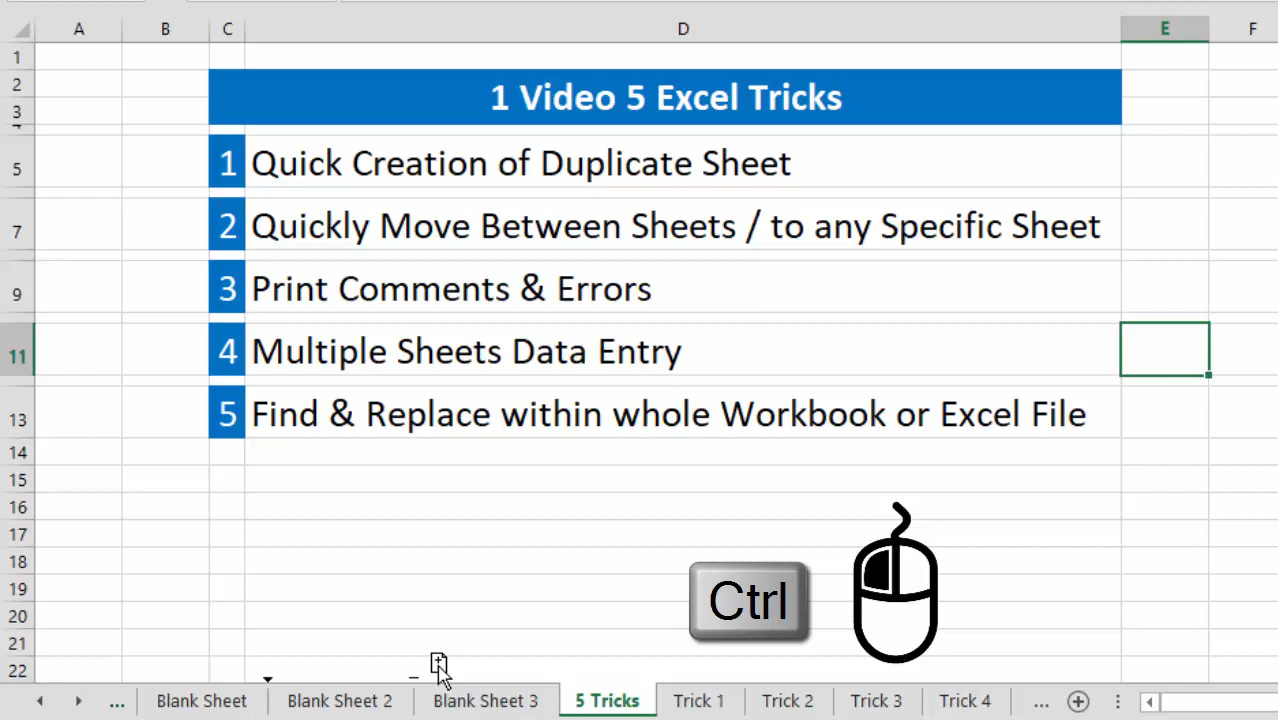 A B C D E F
1
2
3
1 Video 5 Excel Tricks
5
1 Quick Creation of Duplicate Sheet
7
2 Quickly Move Between Sheets / to any Specific Sheet
9
3 Print Comments & Errors
11
4 Multiple Sheets Data Entry
13
5 Find & Replace within whole Workbook or Excel File
14
15
16
17
18
19
20
21
22
Ctrl
... Blank Sheet Blank Sheet 2 Blank Sheet 3 5 Tricks Trick 1 Trick 2 Trick 3 Trick 4 ...